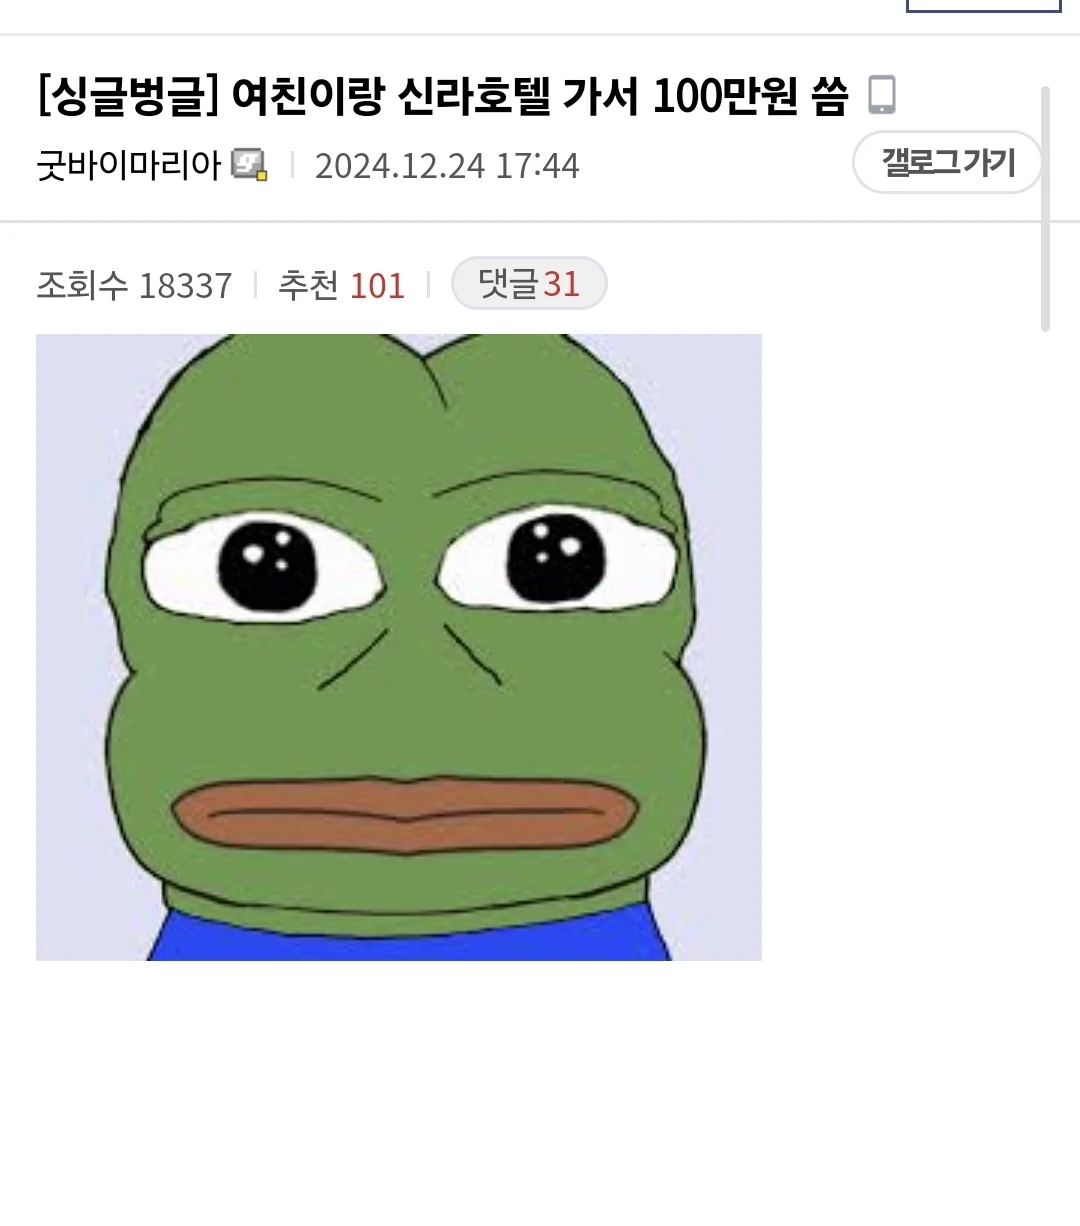 [싱글벙글] 여친이랑 신라호텔 가서 100만원 씀
굿바이마리아 2024.12.24 17:44
갤로그 가기
조회수 18337 추천 101 댓글 31